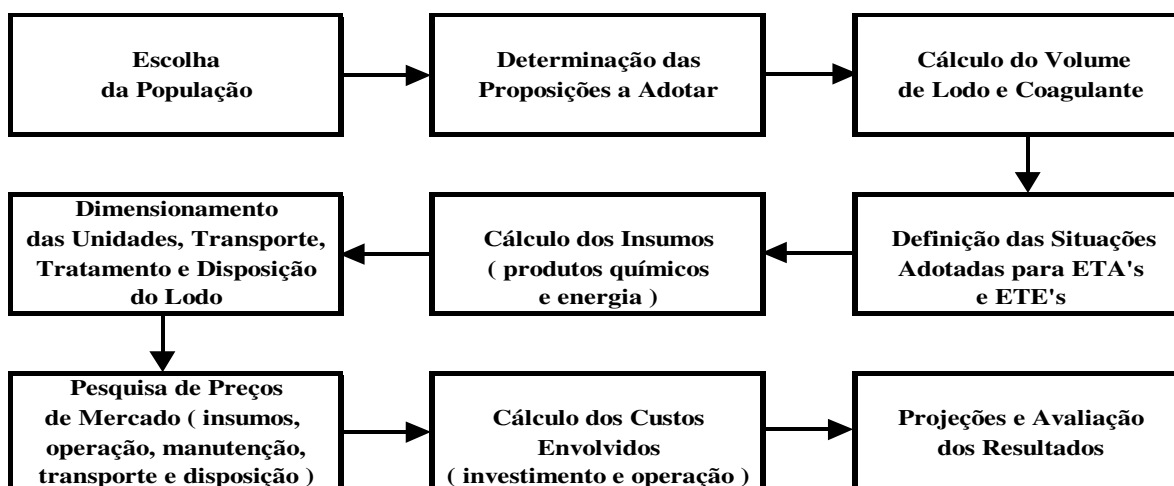 Escolha
da População
Determinação das
Proposições a Adotar
Cálculo do Volume
de Lodo e Coagulante
Definição das Situações
Adotadas para ETA's
e ETE's
Cálculo dos Insumos
( produtos químicos
e energia )
Dimensionamento
das Unidades, Transporte,
Tratamento e Disposição
do Lodo
Pesquisa de Preços
de Mercado ( insumos,
operação, manutenção,
transporte e disposição )
Cálculo dos Custos
Envolvidos
( investimento e operação )
Projeções e Avaliação
dos Resultados